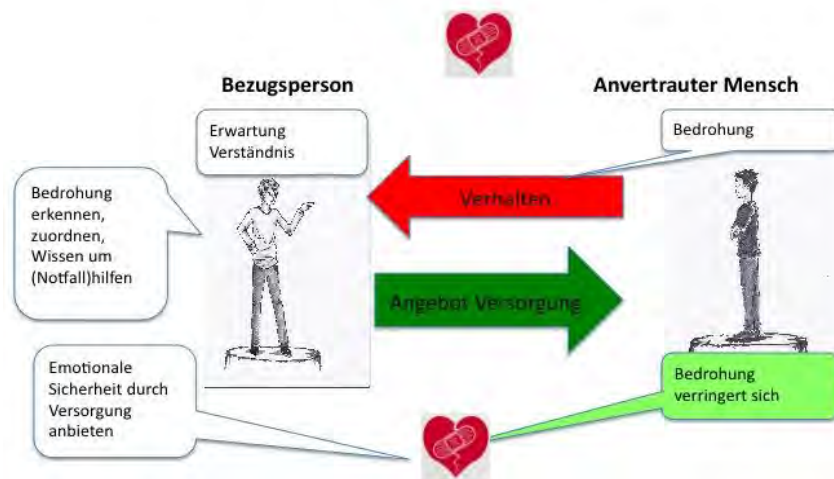 Bezugsperson
Anvertrauter Mensch
Erwartung
Verständnis
Bedrohung
Bedrohung
erkennen,
zuordnen,
Wissen um
(Notfall)hilfen
Verhalten
Angebot Versorgung
Emotionale
Sicherheit durch
Versorgung
anbieten
Bedrohung
verringert sich